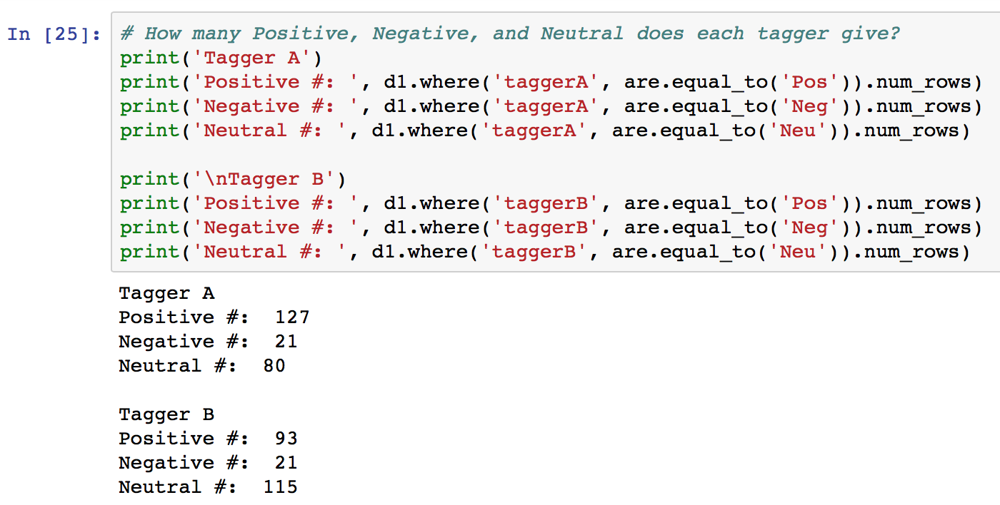 In [25]: # How many Positive, Negative, and Neutral does each tagger give?
print('Tagger A')
print('Positive #: ', d1.where('taggerA', are.equal_to('Pos')).num_rows)
print('Negative #: ', d1.where('taggerA', are.equal_to('Neg')).num_rows)
print('Neutral #: ', d1.where('taggerA', are.equal_to('Neu')).num_rows)

print('\nTagger B')
print('Positive #: ', d1.where('taggerB', are.equal_to('Pos')).num_rows)
print('Negative #: ', d1.where('taggerB', are.equal_to('Neg')).num_rows)
print('Neutral #: ', d1.where('taggerB', are.equal_to('Neu')).num_rows)

Tagger A
Positive #:  127
Negative #:  21
Neutral #:  80

Tagger B
Positive #:  93
Negative #:  21
Neutral #:  115